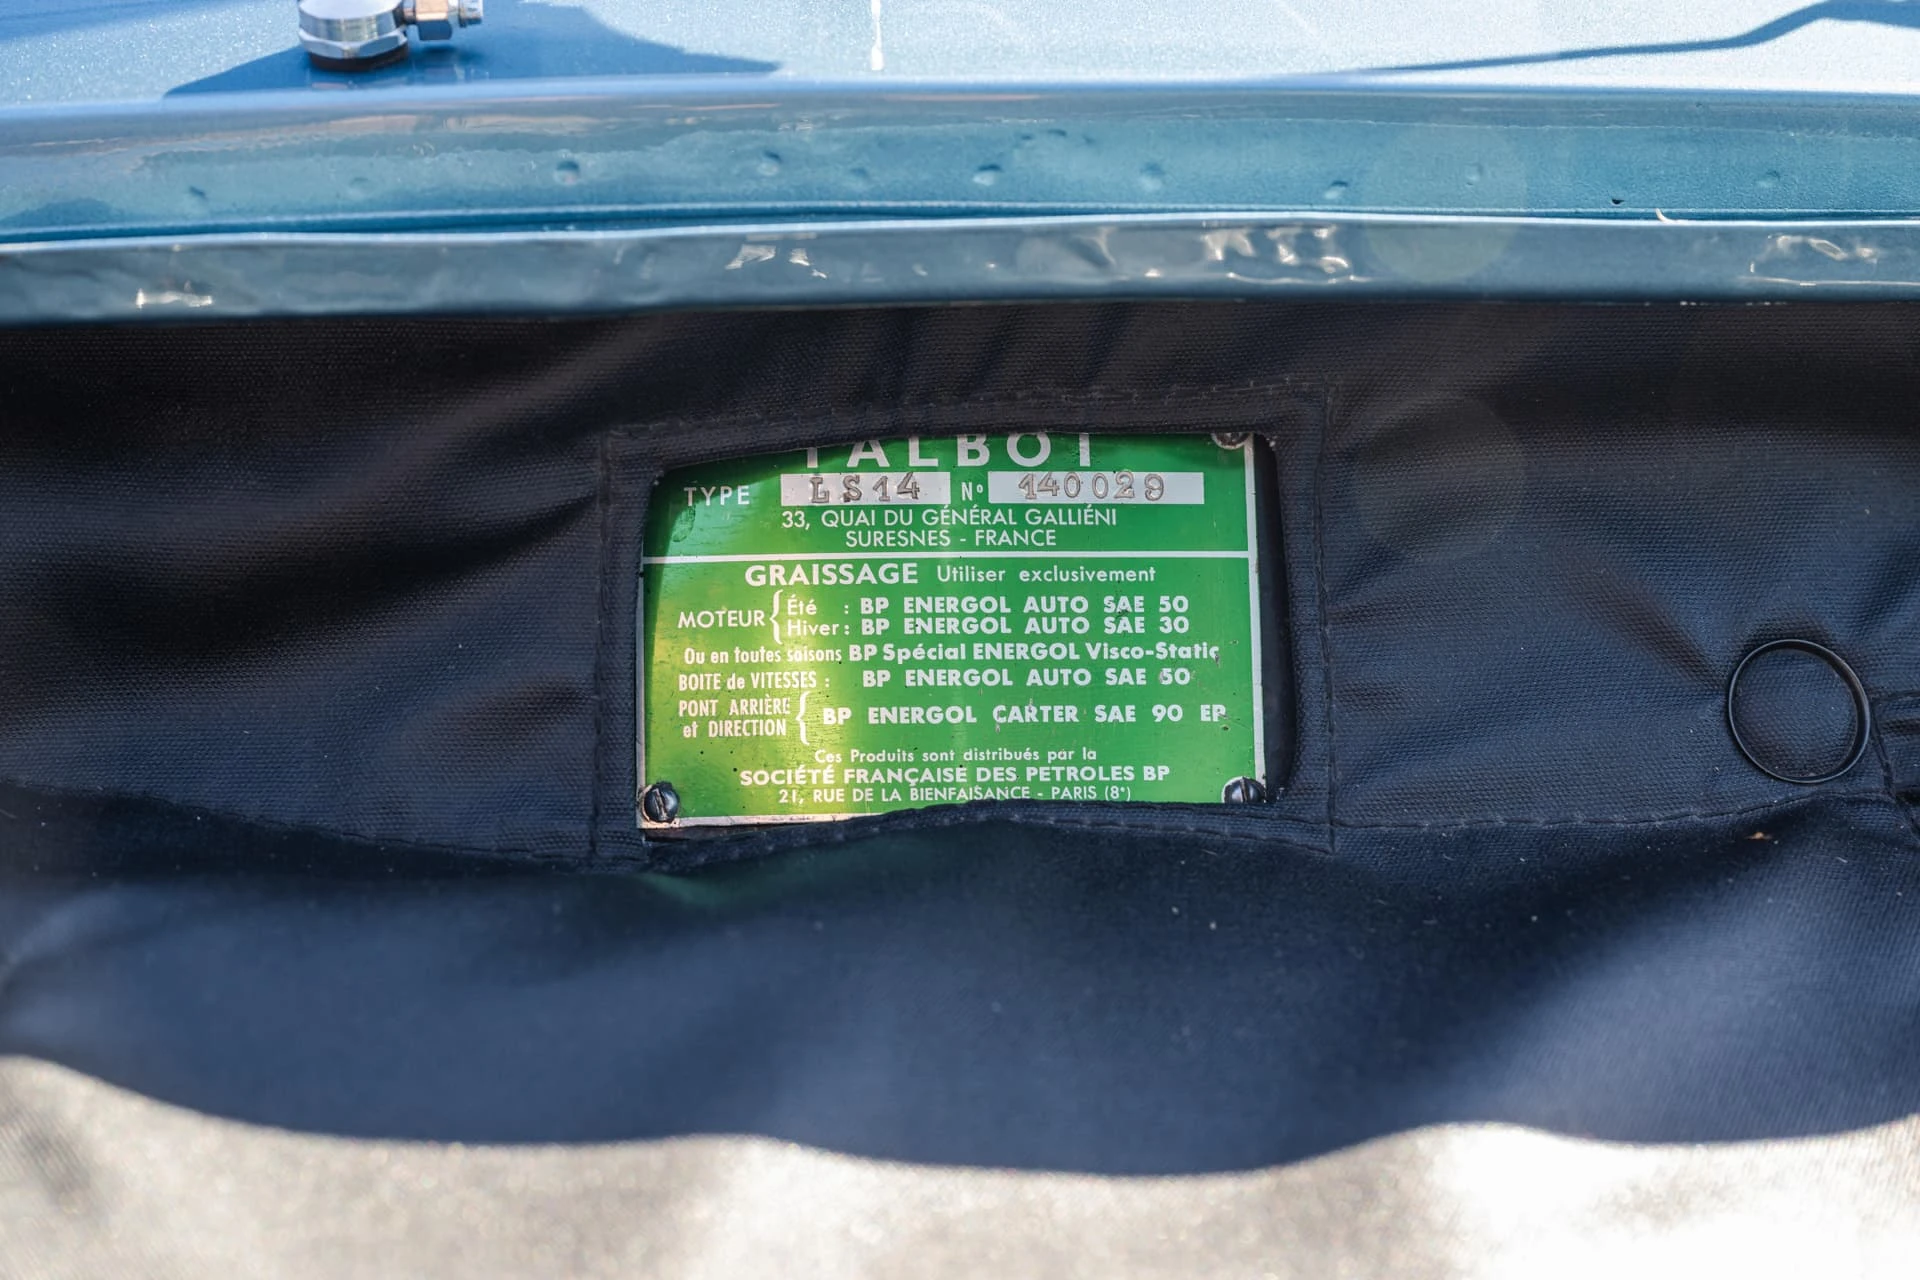 TALBOT
TYPE LS14 Nº 140029
33, QUAI DU GÉNÉRAL GALLIÉNI
SURESNES - FRANCE
GRAISSAGE Utiliser exclusivement
MOTEUR { Été : BP ENERGOL AUTO SAE 50
Hiver : BP ENERGOL AUTO SAE 30
Ou en toutes saisons BP Spécial ENERGOL Visco-Static
BOITE de VITESSES : BP ENERGOL AUTO SAE 50
PONT ARRIÈRE
et DIRECTION { BP ENERGOL CARTER SAE 90 EP
Ces Produits sont distribués par la
SOCIÉTÉ FRANÇAISE DES PETROLES BP
21, RUE DE LA BIENFAISANCE - PARIS (8e)